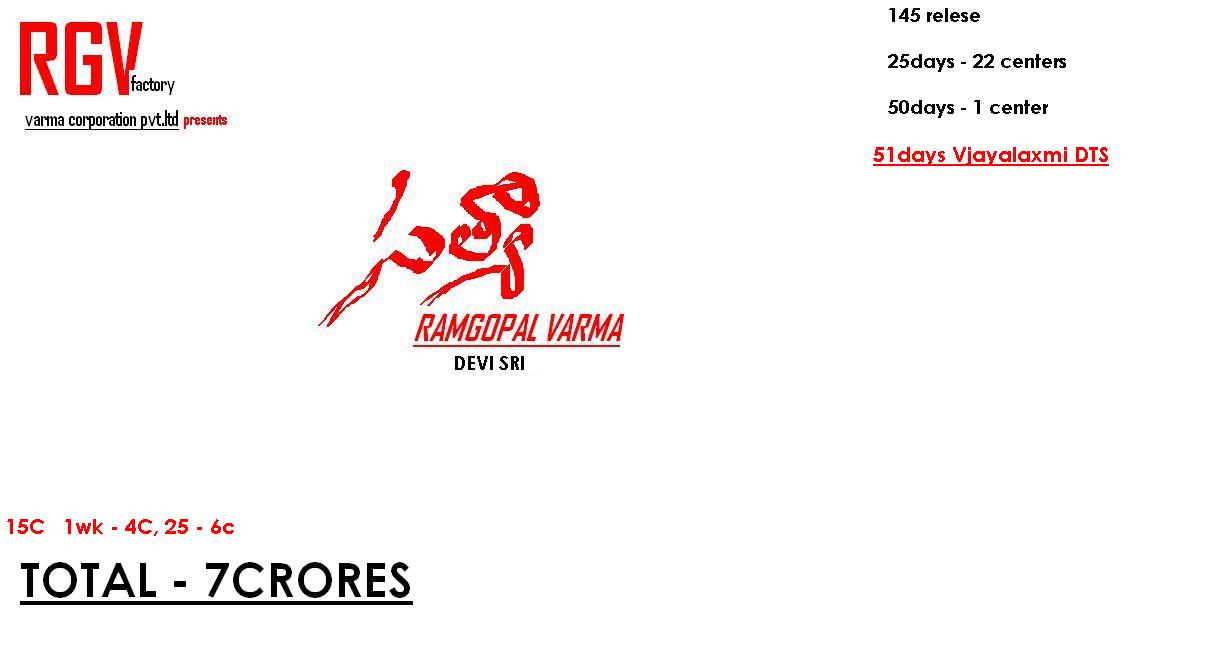 RGV
factory
varma corporation pvt.ltd presents
145 relese
25days - 22 centers
50days - 1 center
51days Vjayalaxmi DTS
RAMGOPAL VARMA
DEVI SRI
15C 1wk - 4C, 25 - 6c
TOTAL - 7CRORES